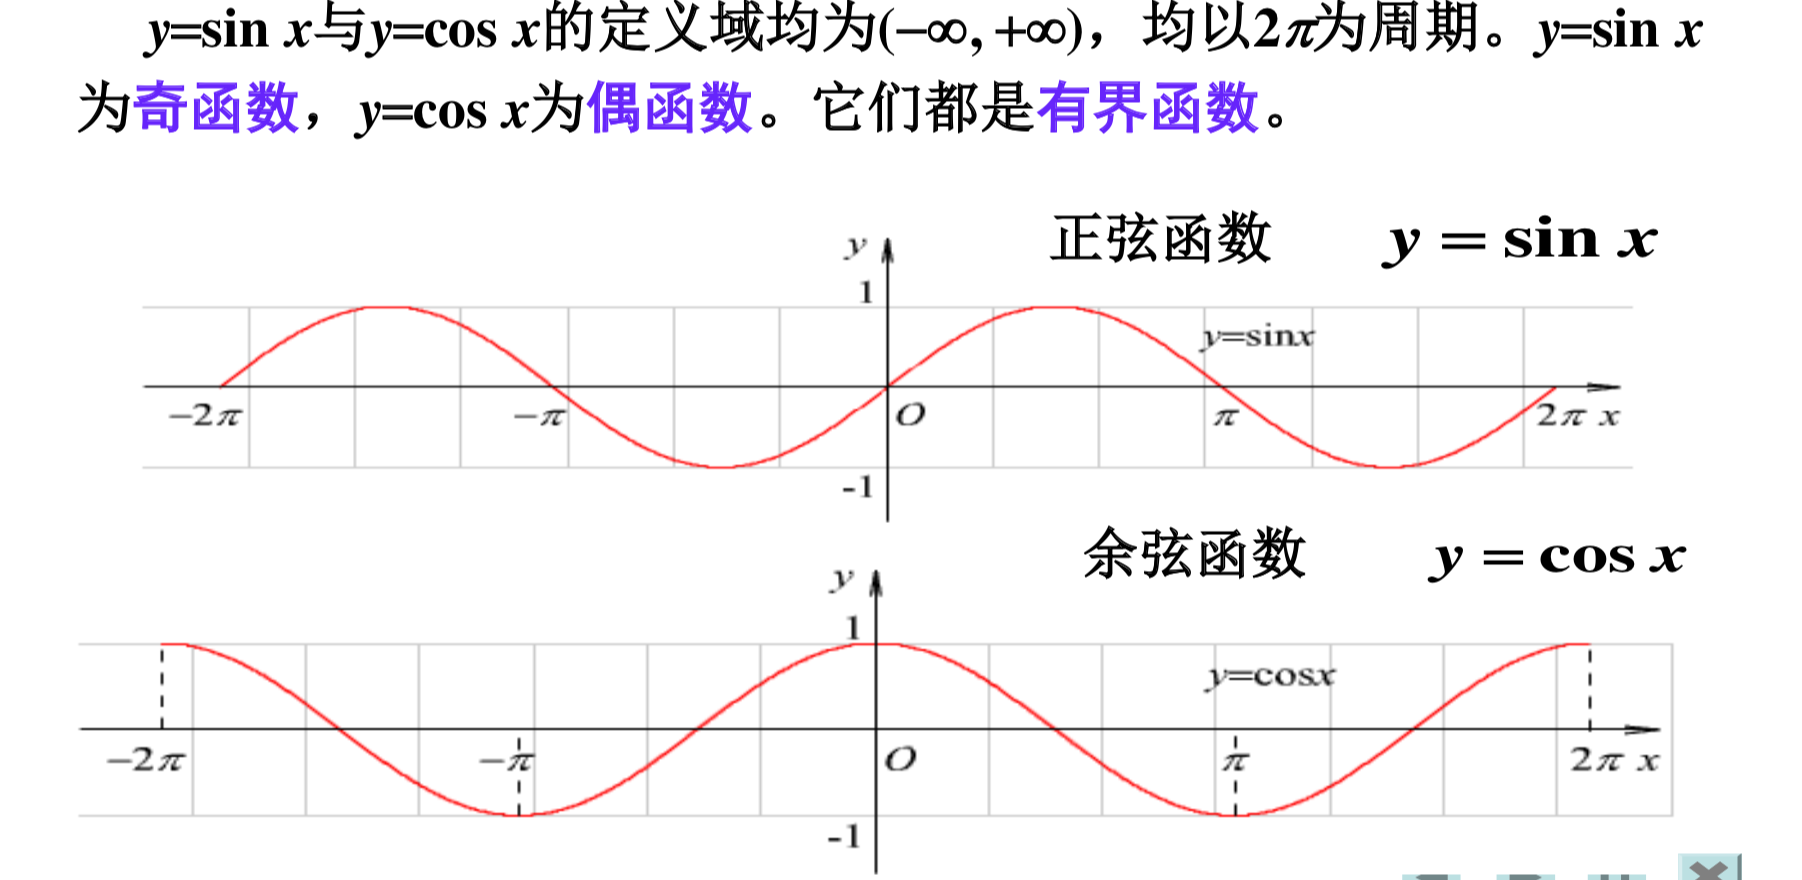 y=sin x与y=cos x的定义域均为(−∞, +∞)，均以2π为周期。y=sin x
为奇函数，y=cos x为偶函数。它们都是有界函数。
正弦函数 y = sin x
y
1
y=sinx
−2π −π O π 2π x
-1
余弦函数 y = cos x
y
1
y=cosx
−2π −π O π 2π x
-1